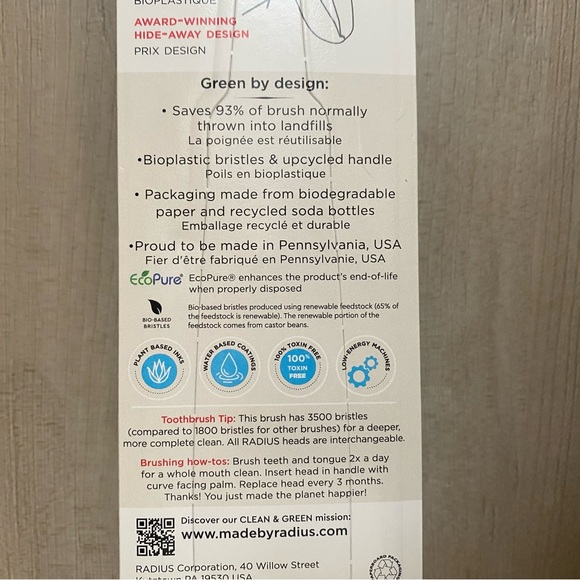 BIOPLASTIQUE
AWARD-WINNING
HIDE-AWAY DESIGN
PRIX DESIGN
Green by design:
• Saves 93% of brush normally
thrown into landfills
La poignée est réutilisable
•Bioplastic bristles & upcycled handle
Poils en bioplastique
• Packaging made from biodegradable
paper and recycled soda bottles
Emballage recyclé et durable
•Proud to be made in Pennsylvania, USA
Fier d'être fabriqué en Pennsylvanie, USA
EcoPure® EcoPure® enhances the product's end-of-life
when properly disposed
BIO-BASED
BRISTLES
Bio-based bristles produced using renewable feedstock (65% of
the feedstock is renewable). The renewable portion of the
feedstock comes from castor beans.
PLANT BASED INKS
WATER BASED COATINGS
100% TOXIN FREE
100%
TOXIN
FREE
LOW-ENERGY MACHINES
Toothbrush Tip: This brush has 3500 bristles
(compared to 1800 bristles for other brushes) for a deeper,
more complete clean. All RADIUS heads are interchangeable.
Brushing how-tos: Brush teeth and tongue 2x a day
for a whole mouth clean. Insert head in handle with
curve facing palm. Replace head every 3 months.
Thanks! You just made the planet happier!
Discover our CLEAN & GREEN mission:
www.madebyradius.com
RADIUS Corporation, 40 Willow Street
Kutztown PA 19530 USA